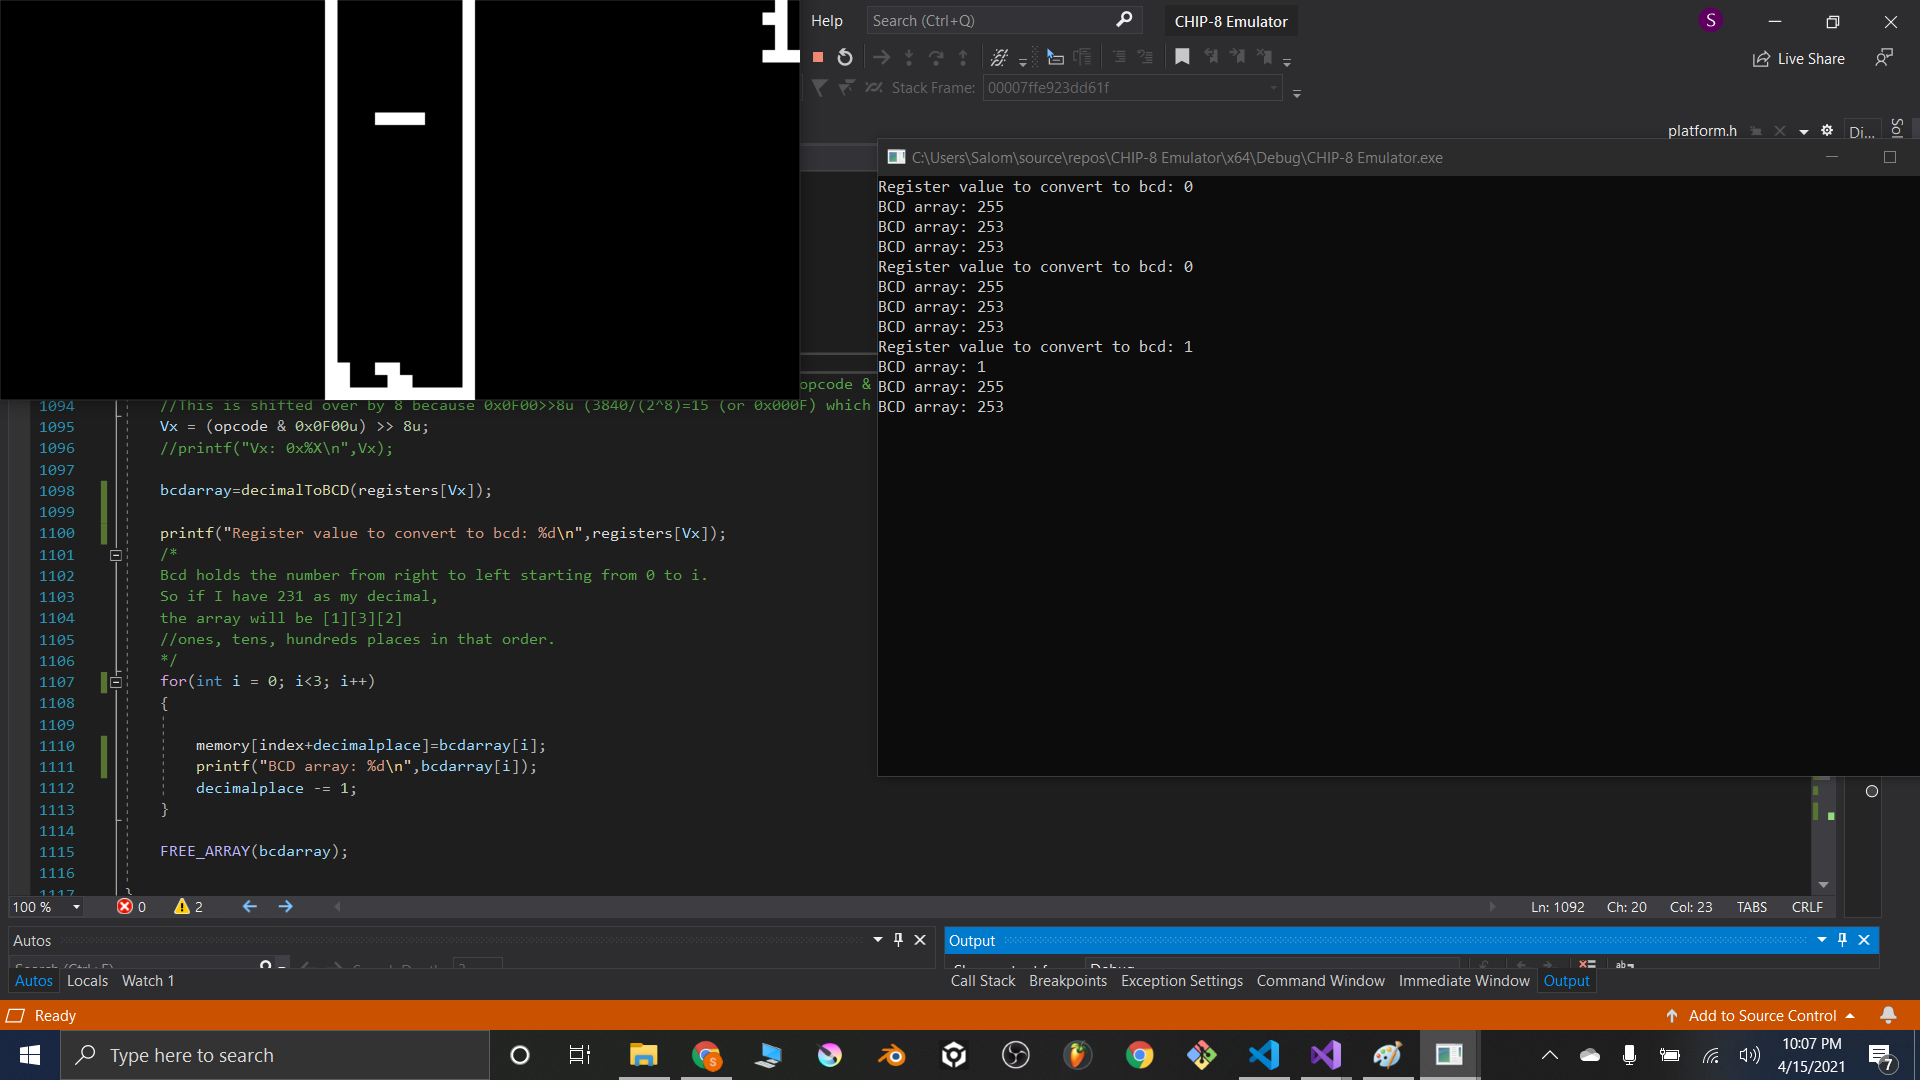 1
Help
Search (Ctrl+Q)
CHIP-8 Emulator
S
Live Share
Stack Frame:
00007ffe923dd61f
platform.h
Di...
Sol
C:\Users\Salom\source\repos\CHIP-8 Emulator\x64\Debug\CHIP-8 Emulator.exe
Register value to convert to bcd: 0
BCD array: 255
BCD array: 253
BCD array: 253
Register value to convert to bcd: 0
BCD array: 255
BCD array: 253
BCD array: 253
Register value to convert to bcd: 1
BCD array: 1
BCD array: 255
BCD array: 253
opcode &
1094 //This is shifted over by 8 because 0x0F00>>8u (3840/(2^8)=15 (or 0x000F) which
1095 Vx = (opcode & 0x0F00u) >> 8u;
1096 //printf("Vx: 0x%X\n",Vx);
1097
1098 bcdarray=decimalToBCD(registers[Vx]);
1099
1100 printf("Register value to convert to bcd: %d\n",registers[Vx]);
1101 /*
1102 Bcd holds the number from right to left starting from 0 to i.
1103 So if I have 231 as my decimal,
1104 the array will be [1][3][2]
1105 //ones, tens, hundreds places in that order.
1106 */
1107 for(int i = 0; i<3; i++)
1108 {
1109
1110 memory[index+decimalplace]=bcdarray[i];
1111 printf("BCD array: %d\n",bcdarray[i]);
1112 decimalplace -= 1;
1113 }
1114
1115 FREE_ARRAY(bcdarray);
1116
1117 }
100 %
0
2
Ln: 1092
Ch: 20
Col: 23
TABS
CRLF
Autos
Output
Search (Ctrl+E)
Debug
Autos
Locals
Watch 1
Call Stack
Breakpoints
Exception Settings
Command Window
Immediate Window
Output
Ready
Add to Source Control
Type here to search
10:07 PM
4/15/2021
7